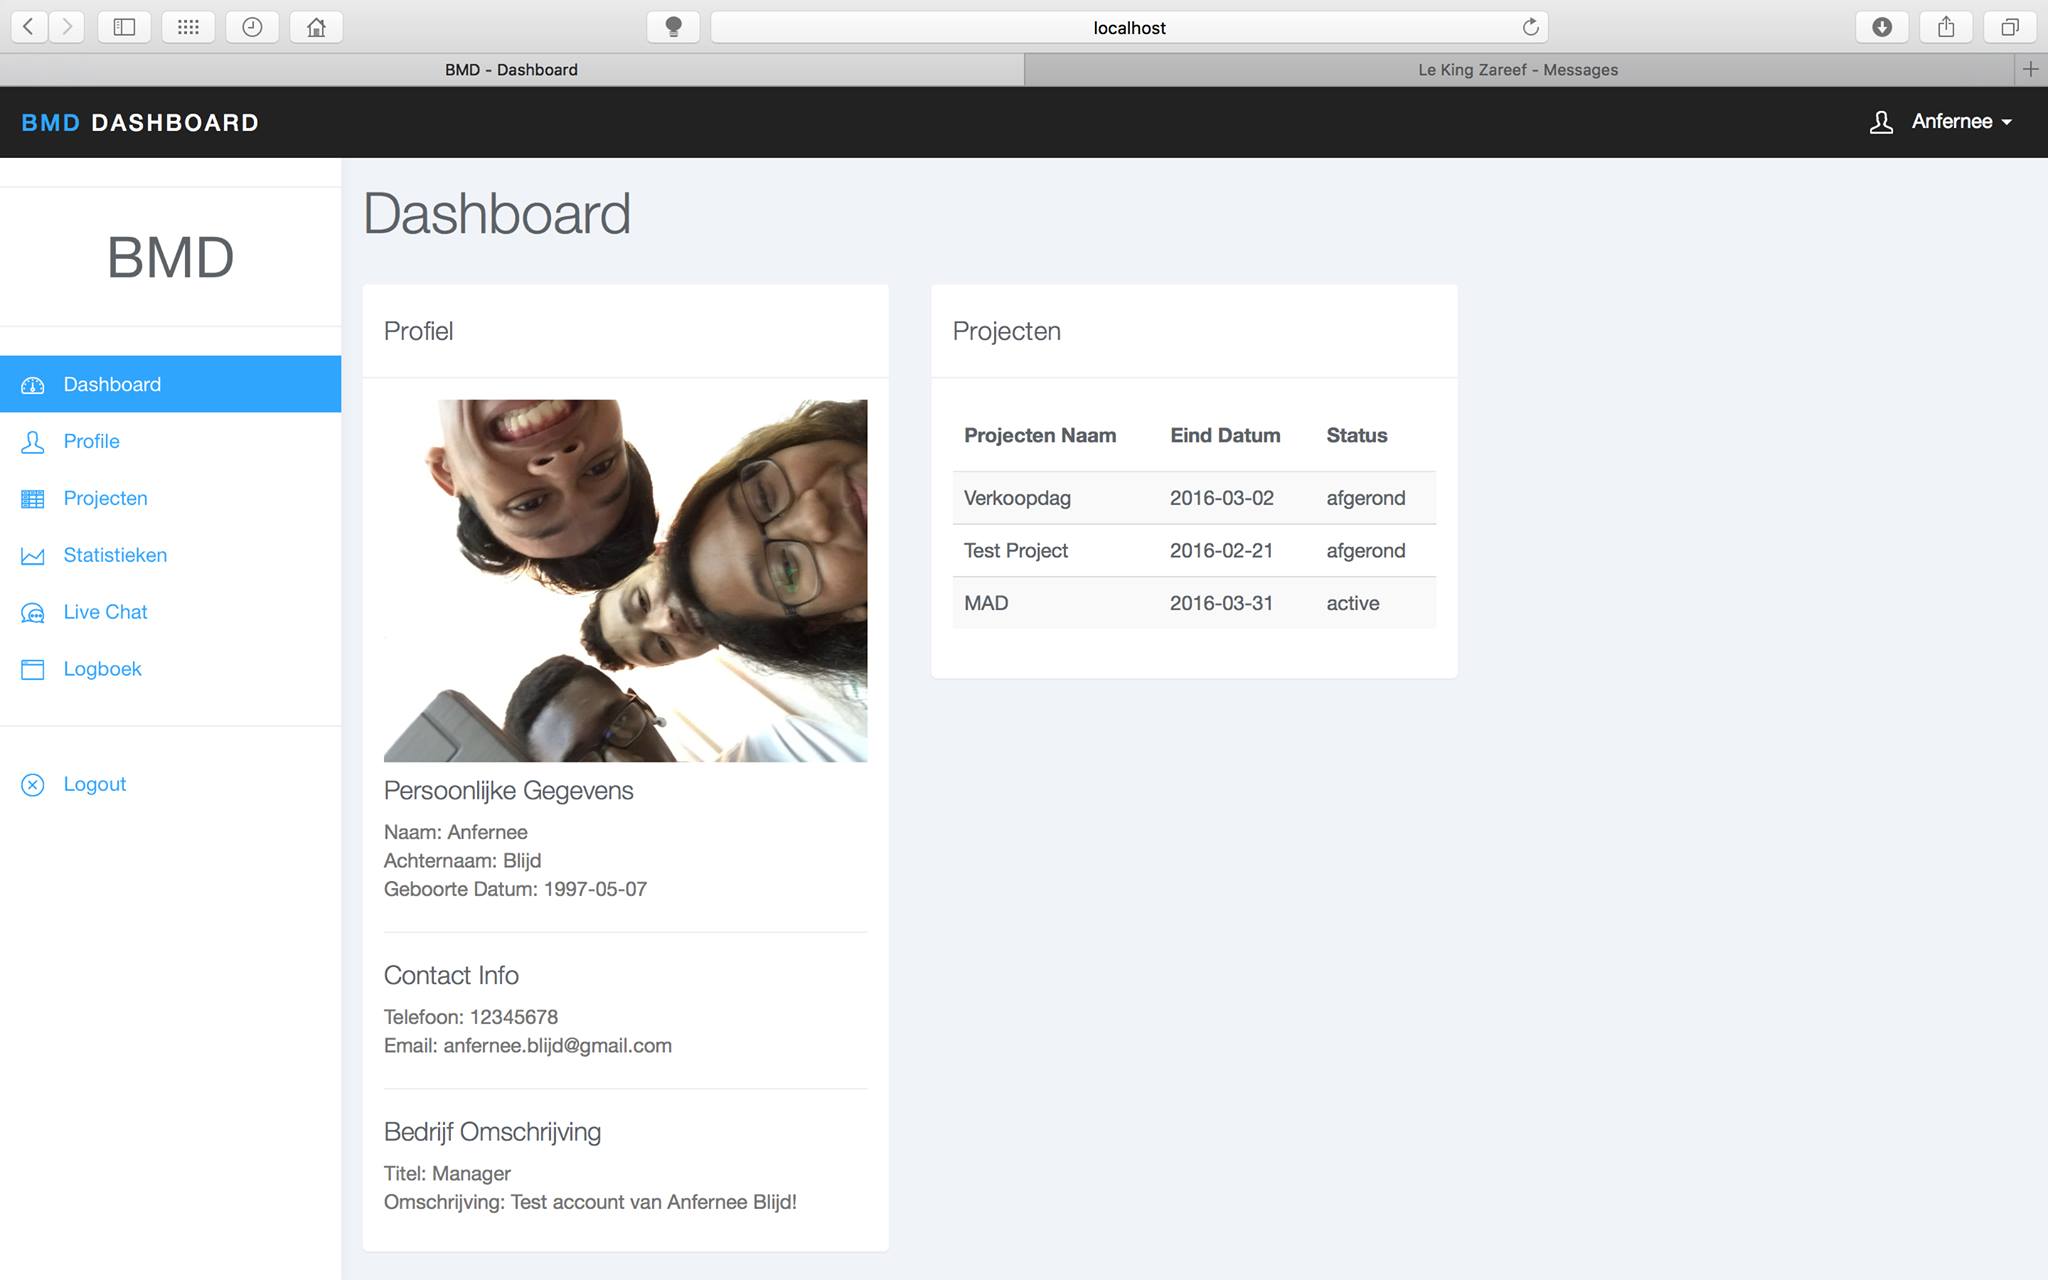 localhost
BMD - Dashboard
Le King Zareef - Messages
BMD DASHBOARD
Anfernee
BMD
Dashboard
Profile
Projecten
Statistieken
Live Chat
Logboek
Logout
Dashboard
Profiel
Persoonlijke Gegevens
Naam: Anfernee
Achternaam: Blijd
Geboorte Datum: 1997-05-07
Contact Info
Telefoon: 12345678
Email: anfernee.blijd@gmail.com
Bedrijf Omschrijving
Titel: Manager
Omschrijving: Test account van Anfernee Blijd!
Projecten
Projecten Naam Eind Datum Status
Verkoopdag 2016-03-02 afgerond
Test Project 2016-02-21 afgerond
MAD 2016-03-31 active